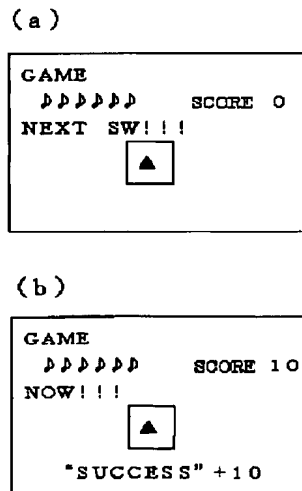 (a)
GAME
♪♪♪♪♪♪ SCORE 0
NEXT SW!!!
▲
(b)
GAME
♪♪♪♪♪♪ SCORE 10
NOW!!!
▲
"SUCCESS" +10